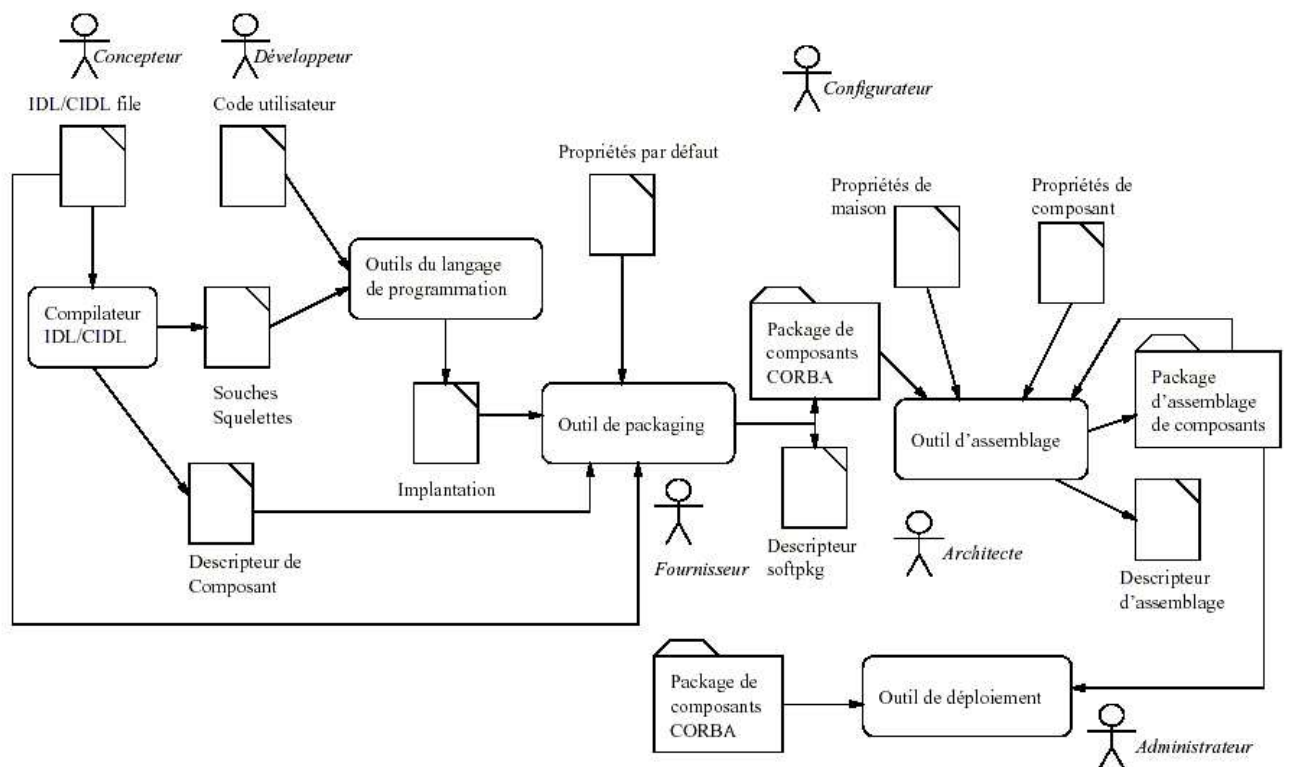 Concepteur
Développeur
Configurateur
IDL/CIDL file
Code utilisateur
Propriétés par défaut
Propriétés de
maison
Propriétés de
composant
Outils du langage
de programmation
Compilateur
IDL/CIDL
Souches
Squelettes
Package de
composants
CORBA
Package
d'assemblage
de composants
Outil de packaging
Outil d'assemblage
Implantation
Descripteur de
Composant
Fournisseur
Descripteur
softpkg
Architecte
Descripteur
d'assemblage
Package de
composants
CORBA
Outil de déploiement
Administrateur